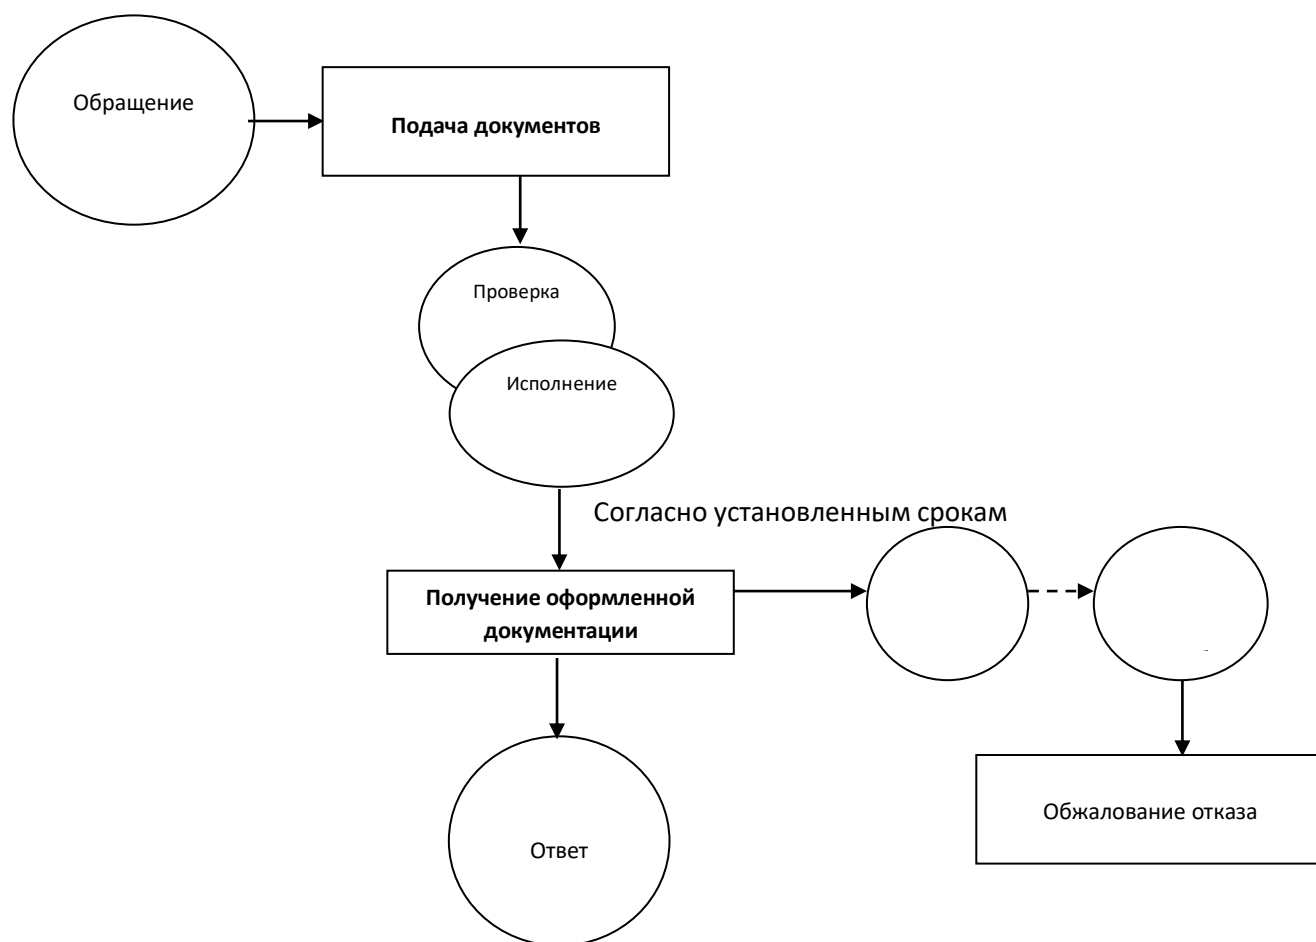 Обращение
Подача документов
Проверка
Исполнение
Согласно установленным срокам
Получение оформленной
документации
Обжалование отказа
Ответ